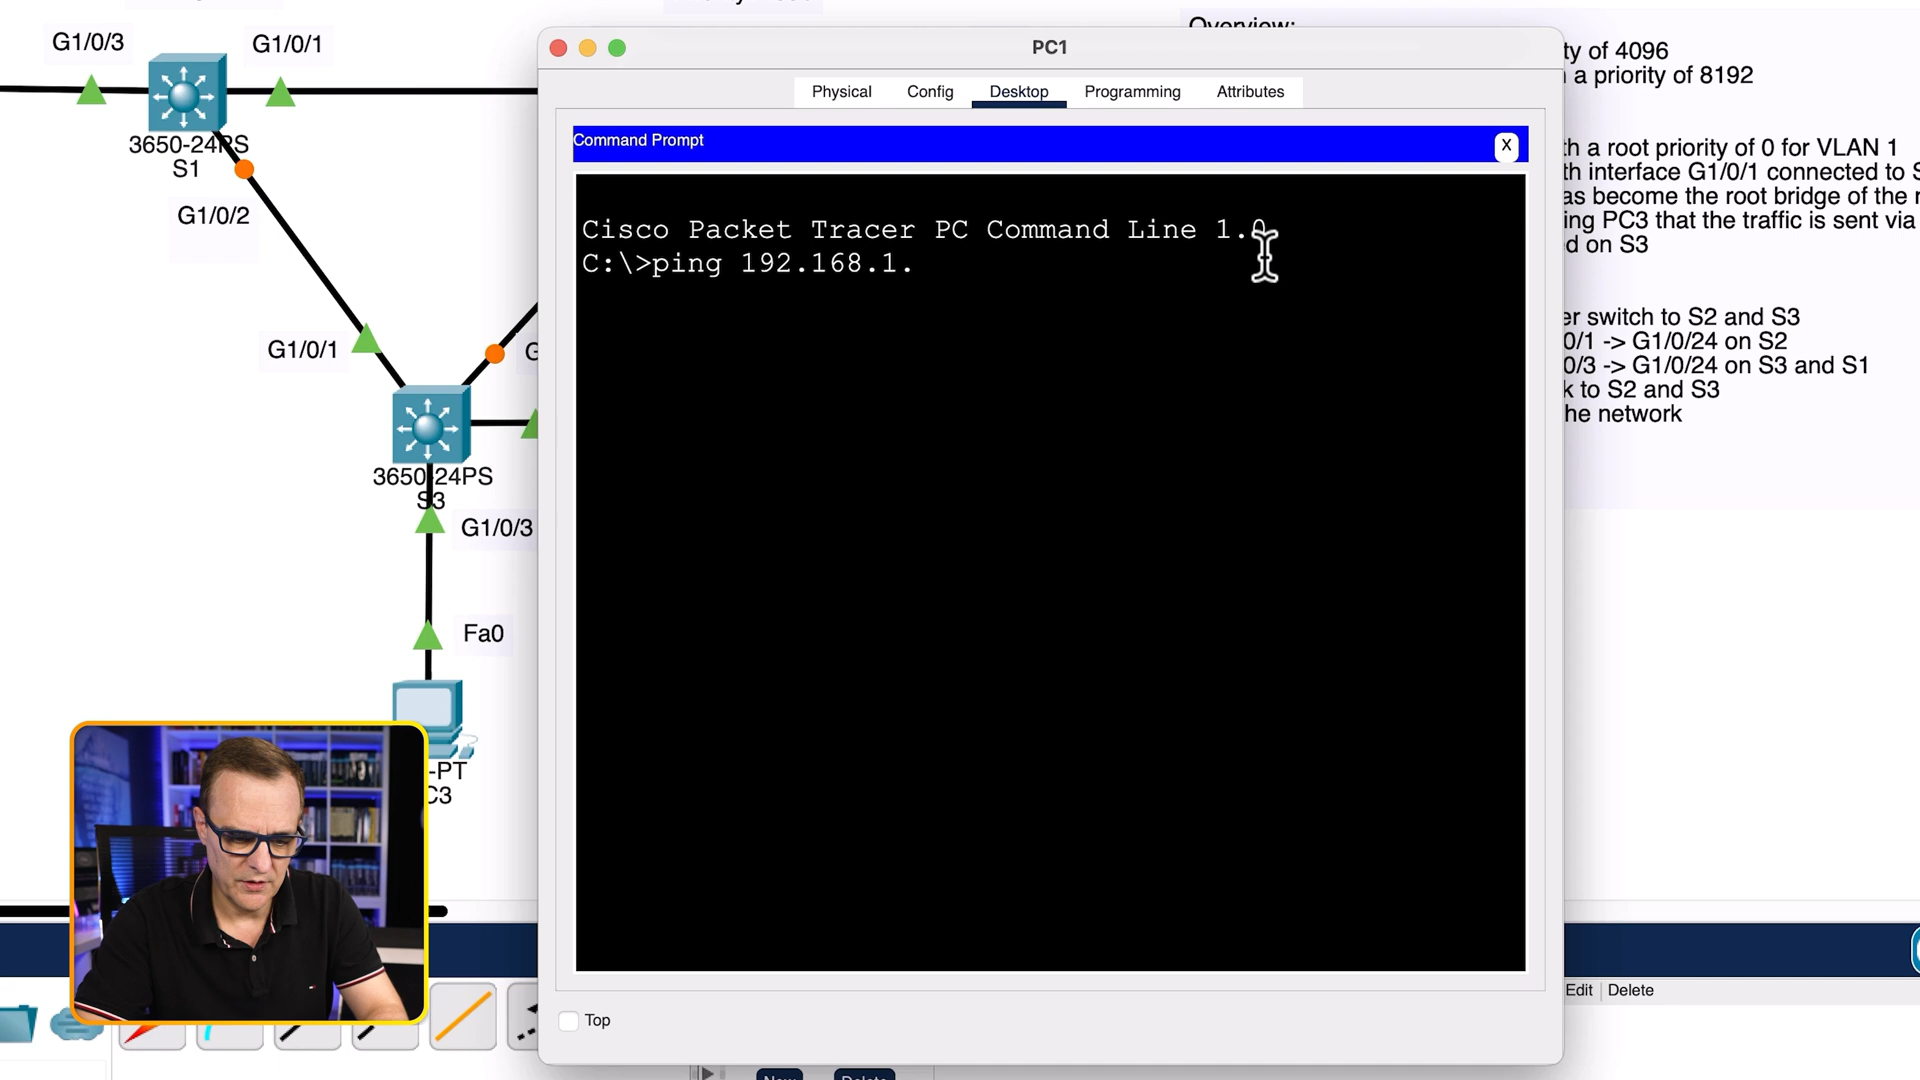 Overview:
G1/0/3
G1/0/1
PC1
ty of 4096
a priority of 8192
Physical
Config
Desktop
Programming
Attributes
Command Prompt
X
3650-24PS
S1
th a root priority of 0 for VLAN 1
th interface G1/0/1 connected to S
as become the root bridge of the r
ing PC3 that the traffic is sent via
d on S3
G1/0/2
Cisco Packet Tracer PC Command Line 1.0
C:\>ping 192.168.1.
er switch to S2 and S3
0/1 -> G1/0/24 on S2
0/3 -> G1/0/24 on S3 and S1
k to S2 and S3
he network
G1/0/1
G
3650-24PS
S3
G1/0/3
Fa0
-PT
C3
Edit
Delete
Top
New
Delete